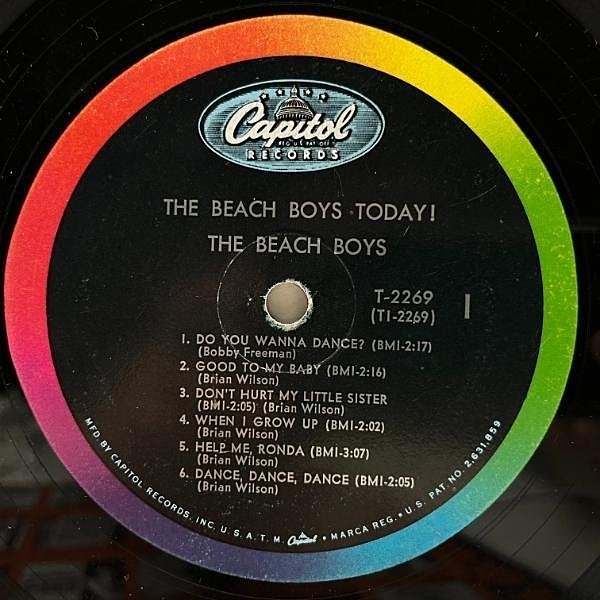 Capitol
REG. U.S. PAT. OFF.
RECORDS
THE BEACH BOYS TODAY!
THE BEACH BOYS
T-2269 1
(T1-2269)
1. DO YOU WANNA DANCE? (BMI-2:17)
(Bobby Freeman)
2. GOOD TO MY BABY (BMI-2:16)
(Brian Wilson)
3. DON'T HURT MY LITTLE SISTER
(BMI-2:05) (Brian Wilson)
4. WHEN I GROW UP (BMI-2:02)
(Brian Wilson)
5. HELP ME, RONDA (BMI-3:07)
(Brian Wilson)
6. DANCE, DANCE, DANCE (BMI-2:05)
(Brian Wilson)
MFD BY CAPITOL RECORDS, INC. U.S.A. T.M. Capitol • MARCA REG. • U.S. PAT. NO. 2,631,859